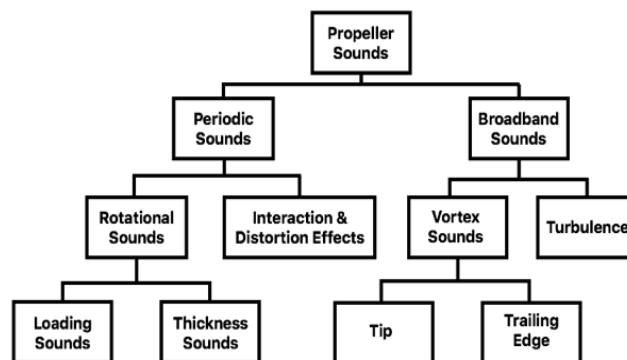 Propeller
Sounds
Periodic
Sounds
Broadband
Sounds
Rotational
Sounds
Interaction &
Distortion Effects
Vortex
Sounds
Turbulence
Loading
Sounds
Thickness
Sounds
Tip
Trailing
Edge